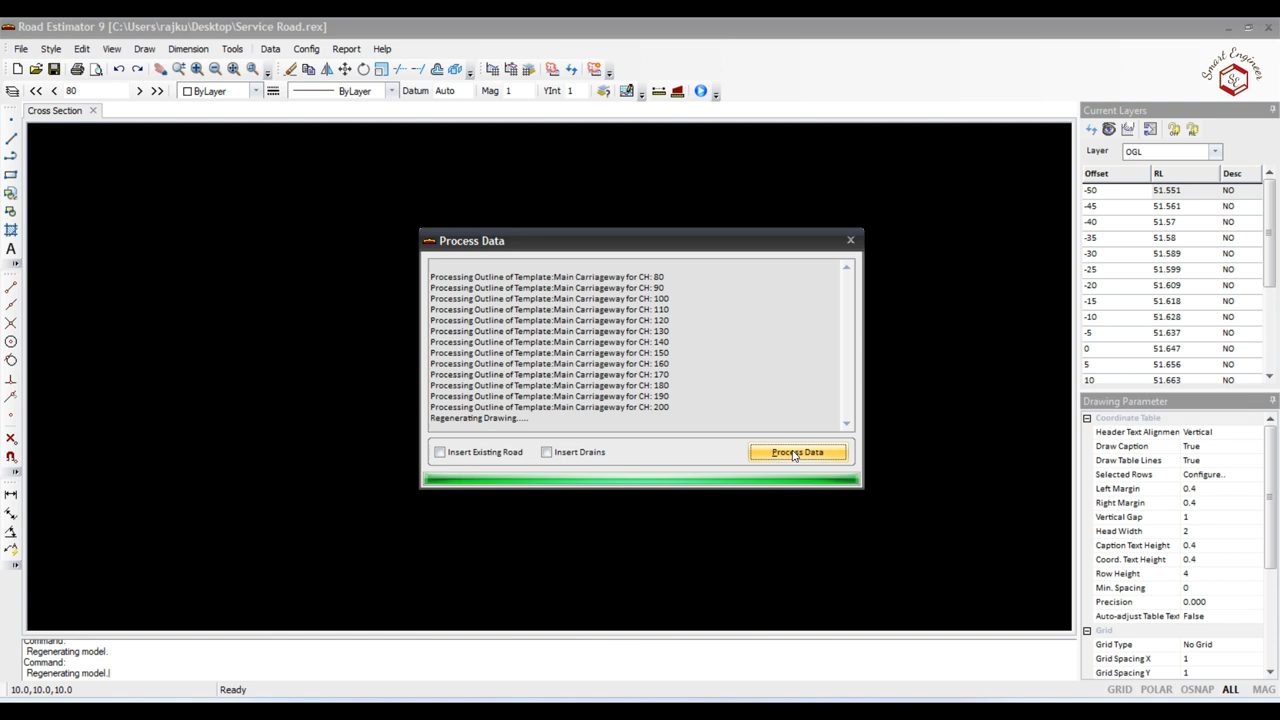 Road Estimator 9 [C:\Users\rajku\Desktop\Service Road.rex]
File Style Edit View Draw Dimension Tools Data Config Report Help
80 ByLayer ByLayer Datum Auto Mag 1 YInt 1
Smart Engineer
SE
Cross Section
Current Layers
Layer OGL
Offset RL Desc
-50 51.551 NO
-45 51.561 NO
-40 51.57 NO
-35 51.58 NO
-30 51.589 NO
-25 51.599 NO
-20 51.609 NO
-15 51.618 NO
-10 51.628 NO
-5 51.637 NO
0 51.647 NO
5 51.656 NO
10 51.663 NO
Process Data
Processing Outline of Template:Main Carriageway for CH: 80
Processing Outline of Template:Main Carriageway for CH: 90
Processing Outline of Template:Main Carriageway for CH: 100
Processing Outline of Template:Main Carriageway for CH: 110
Processing Outline of Template:Main Carriageway for CH: 120
Processing Outline of Template:Main Carriageway for CH: 130
Processing Outline of Template:Main Carriageway for CH: 140
Processing Outline of Template:Main Carriageway for CH: 150
Processing Outline of Template:Main Carriageway for CH: 160
Processing Outline of Template:Main Carriageway for CH: 170
Processing Outline of Template:Main Carriageway for CH: 180
Processing Outline of Template:Main Carriageway for CH: 190
Processing Outline of Template:Main Carriageway for CH: 200
Regenerating Drawing.....
Insert Existing Road Insert Drains Process Data
Drawing Parameter
Coordinate Table
Header Text Alignmen Vertical
Draw Caption True
Draw Table Lines True
Selected Rows Configure..
Left Margin 0.4
Right Margin 0.4
Vertical Gap 1
Head Width 2
Caption Text Height 0.4
Coord. Text Height 0.4
Row Height 4
Min. Spacing 0
Precision 0.000
Auto-adjust Table Text False
Grid
Grid Type No Grid
Grid Spacing X 1
Grid Spacing Y 1
Command:
Regenerating model.
Command:
Regenerating model.
10.0,10.0,10.0 Ready GRID POLAR OSNAP ALL MAG